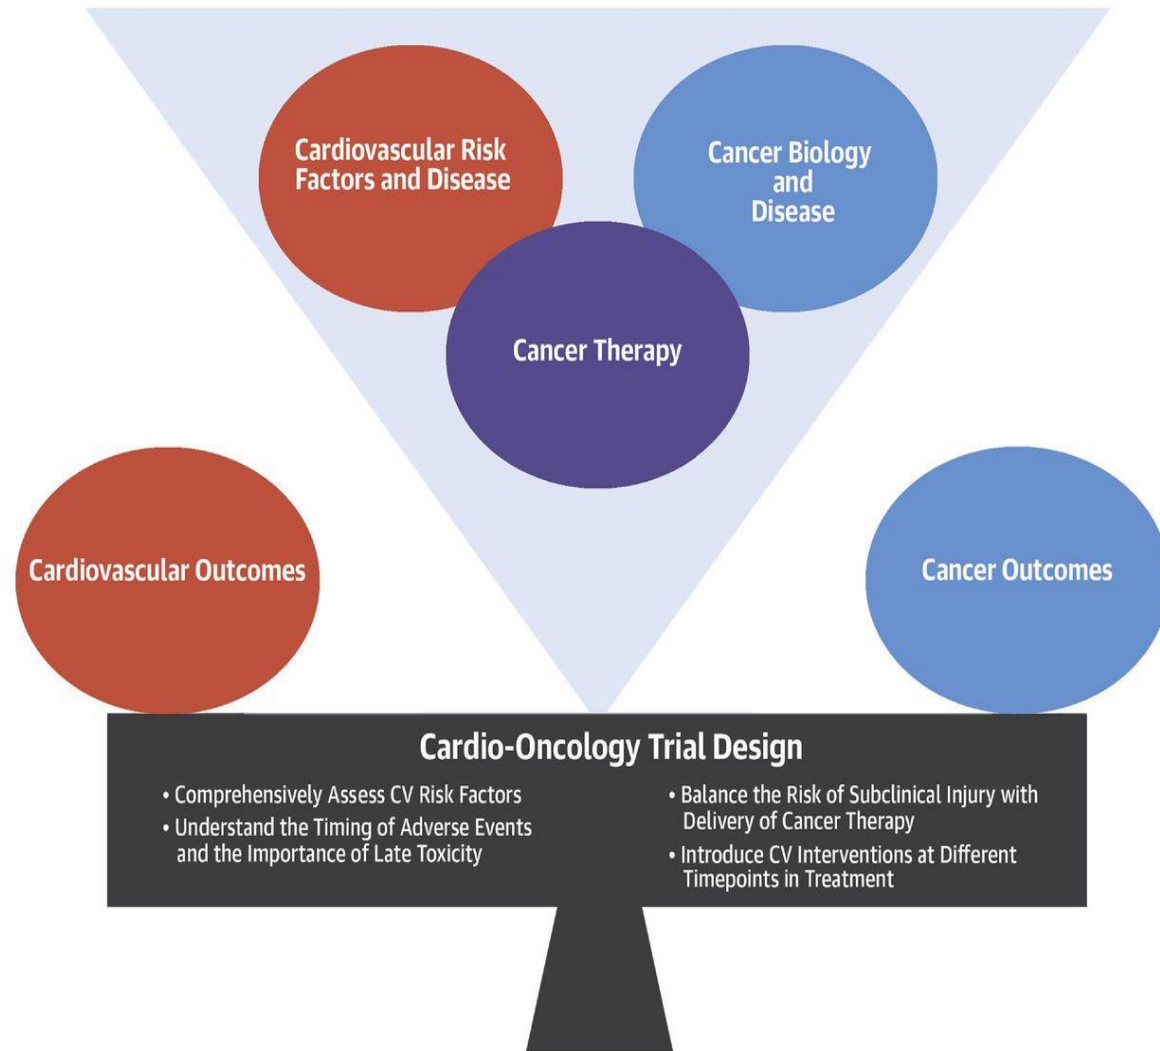 Cardiovascular Risk
Factors and Disease
Cancer Biology
and
Disease
Cancer Therapy
Cardiovascular Outcomes
Cancer Outcomes
Cardio-Oncology Trial Design
• Comprehensively Assess CV Risk Factors
• Understand the Timing of Adverse Events
and the Importance of Late Toxicity
• Balance the Risk of Subclinical Injury with
Delivery of Cancer Therapy
• Introduce CV Interventions at Different
Timepoints in Treatment